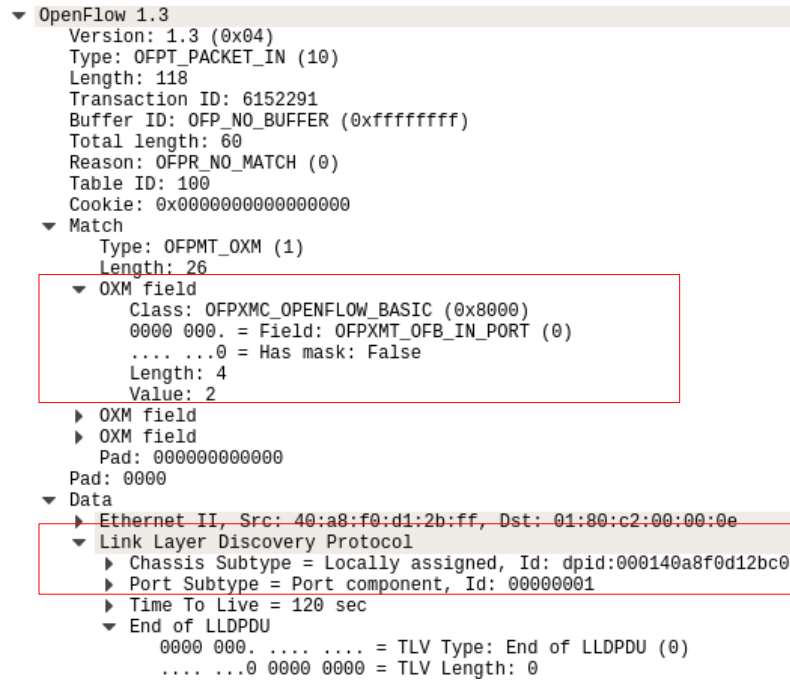 OpenFlow 1.3
Version: 1.3 (0x04)
Type: OFPT_PACKET_IN (10)
Length: 118
Transaction ID: 6152291
Buffer ID: OFP_NO_BUFFER (0xffffffff)
Total length: 60
Reason: OFPR_NO_MATCH (0)
Table ID: 100
Cookie: 0x0000000000000000
Match
Type: OFPMT_OXM (1)
Length: 26
OXM field
Class: OFPXMC_OPENFLOW_BASIC (0x8000)
0000 000. = Field: OFPXMT_OFB_IN_PORT (0)
.... ...0 = Has mask: False
Length: 4
Value: 2
OXM field
OXM field
Pad: 000000000000
Pad: 0000
Data
Ethernet II, Src: 40:a8:f0:d1:2b:ff, Dst: 01:80:c2:00:00:0e
Link Layer Discovery Protocol
Chassis Subtype = Locally assigned, Id: dpid:000140a8f0d12bc0
Port Subtype = Port component, Id: 00000001
Time To Live = 120 sec
End of LLDPDU
0000 000. .... .... = TLV Type: End of LLDPDU (0)
.... ...0 0000 0000 = TLV Length: 0